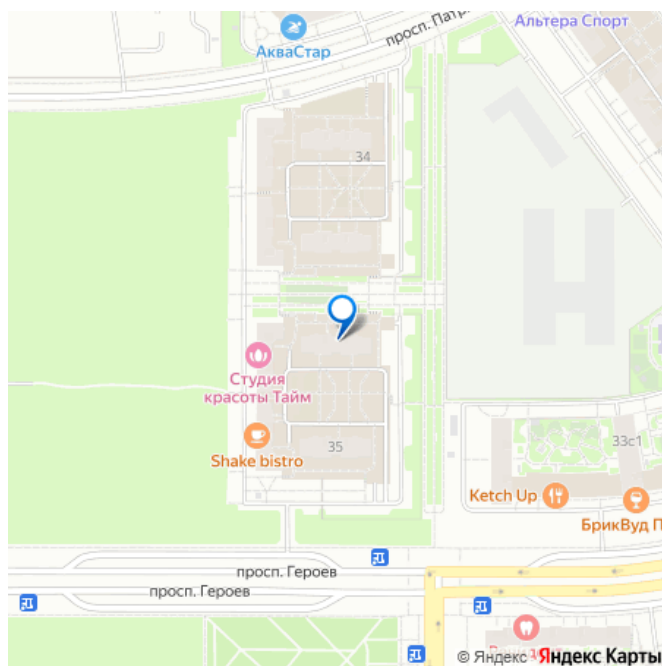 Альтера Спорт
просп. Патр
АкваСтар
34
Студия
красоты Тайм
35
Shake bistro
33с1
Ketch Up
БрикВуд П
просп. Героев
просп. Героев
© Яндекс Яндекс Карты